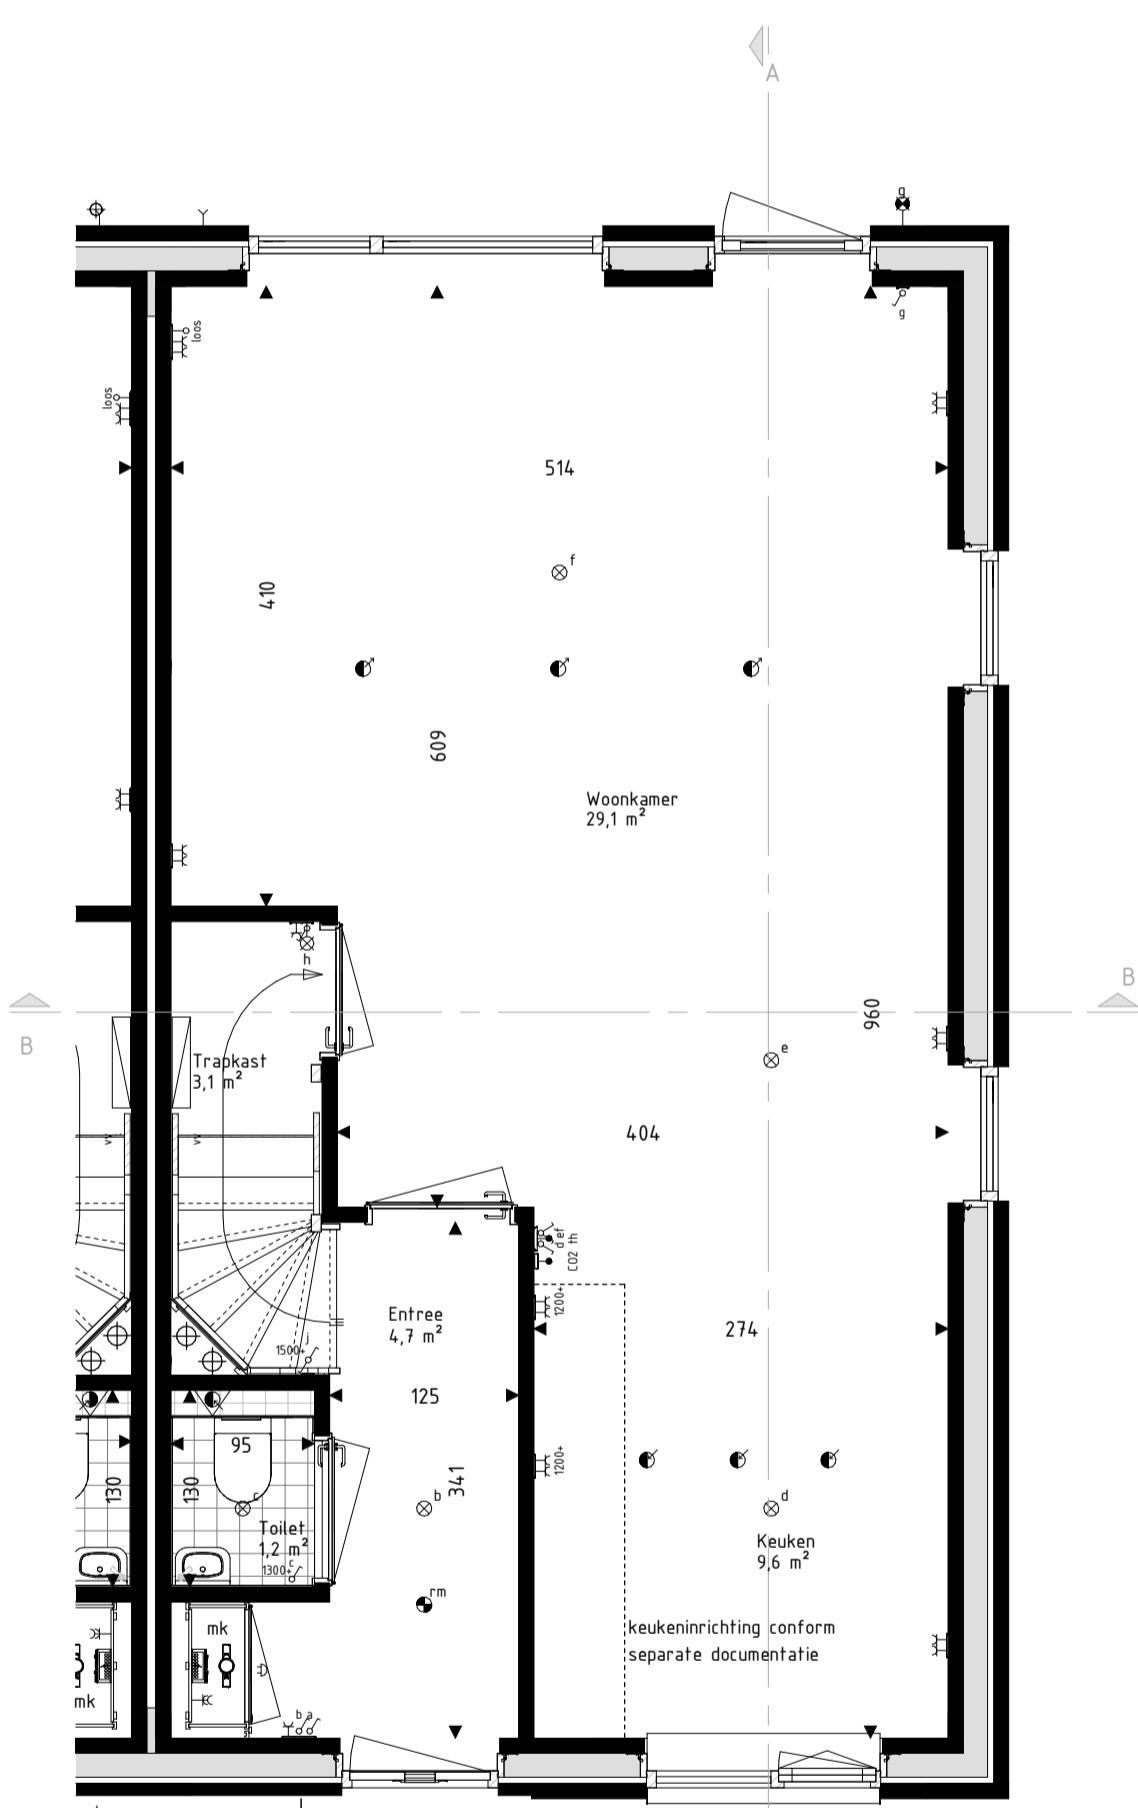 A
g
g
loos
loos
514
f
410
609
Woonkamer
29,1 m²
h
B
B
960
e
Trapkast
3,1 m²
404
d ef
CO2 th
1200+
Entree
4,7 m²
274
j
1500+
125
95
130
130
341
1200+
c
b
d
Toilet
1,2 m²
c
1300+
Keuken
9,6 m²
rm
mk
keukeninrichting conform
separate documentatie
mk
b a